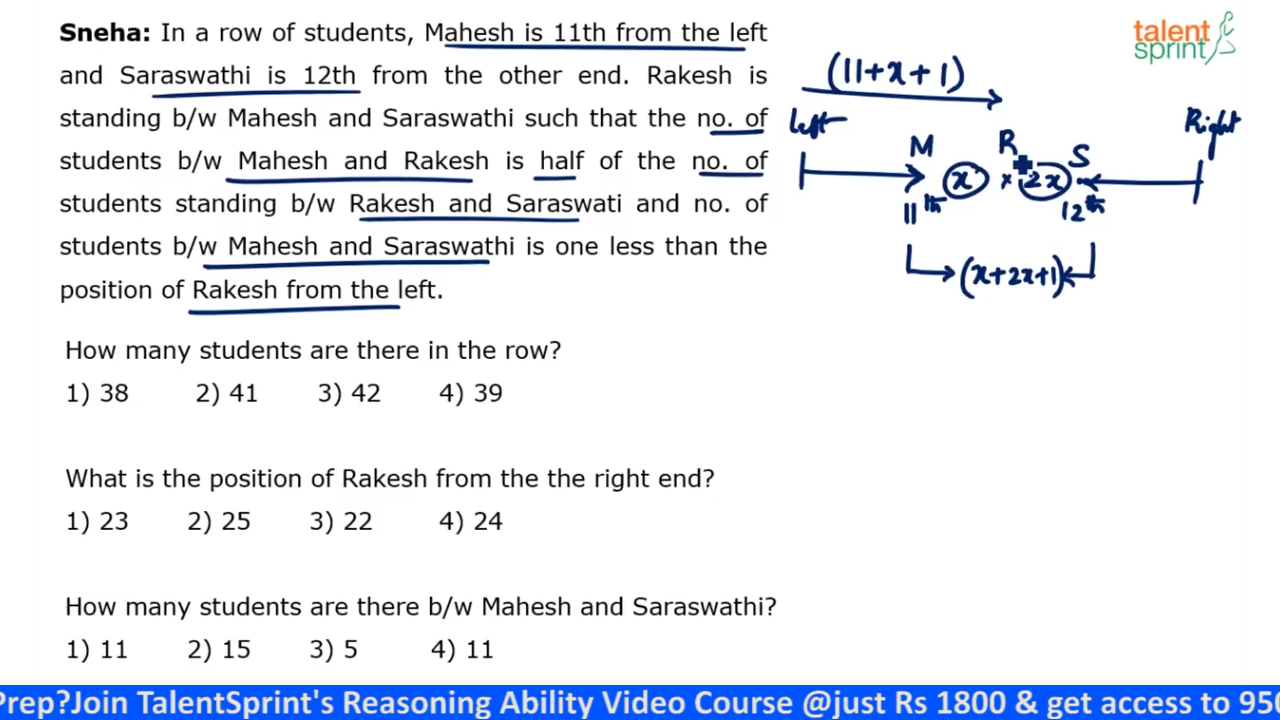 Sneha: In a row of students, Mahesh is 11th from the left
and Saraswathi is 12th from the other end. Rakesh is
standing b/w Mahesh and Saraswathi such that the no. of
students b/w Mahesh and Rakesh is half of the no. of
students standing b/w Rakesh and Saraswati and no. of
students b/w Mahesh and Saraswathi is one less than the
position of Rakesh from the left.
talent
sprint
(11+x+1)
Left
Right
M
R
S
x
x
2x
11th
12th
(x+2x+1)
How many students are there in the row?
1) 38 2) 41 3) 42 4) 39
What is the position of Rakesh from the the right end?
1) 23 2) 25 3) 22 4) 24
How many students are there b/w Mahesh and Saraswathi?
1) 11 2) 15 3) 5 4) 11
Prep?Join TalentSprint's Reasoning Ability Video Course @just Rs 1800 & get access to 950